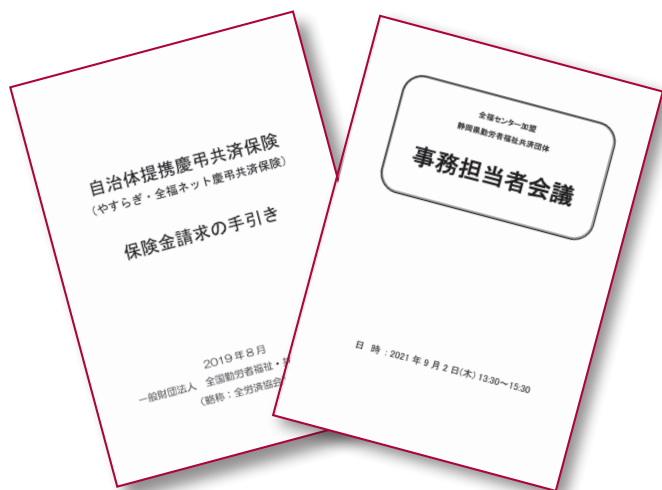 自治体提携慶弔共済保険
（やすらぎ・全福ネット慶弔共済保険）
保険金請求の手引き
2019年8月
一般財団法人　全国勤労者福祉・
（略称：全労済協会
全福センター加盟
静岡県勤労者福祉共済団体
事務担当者会議
日 時：2021年9月2日(木) 13:30～15:30